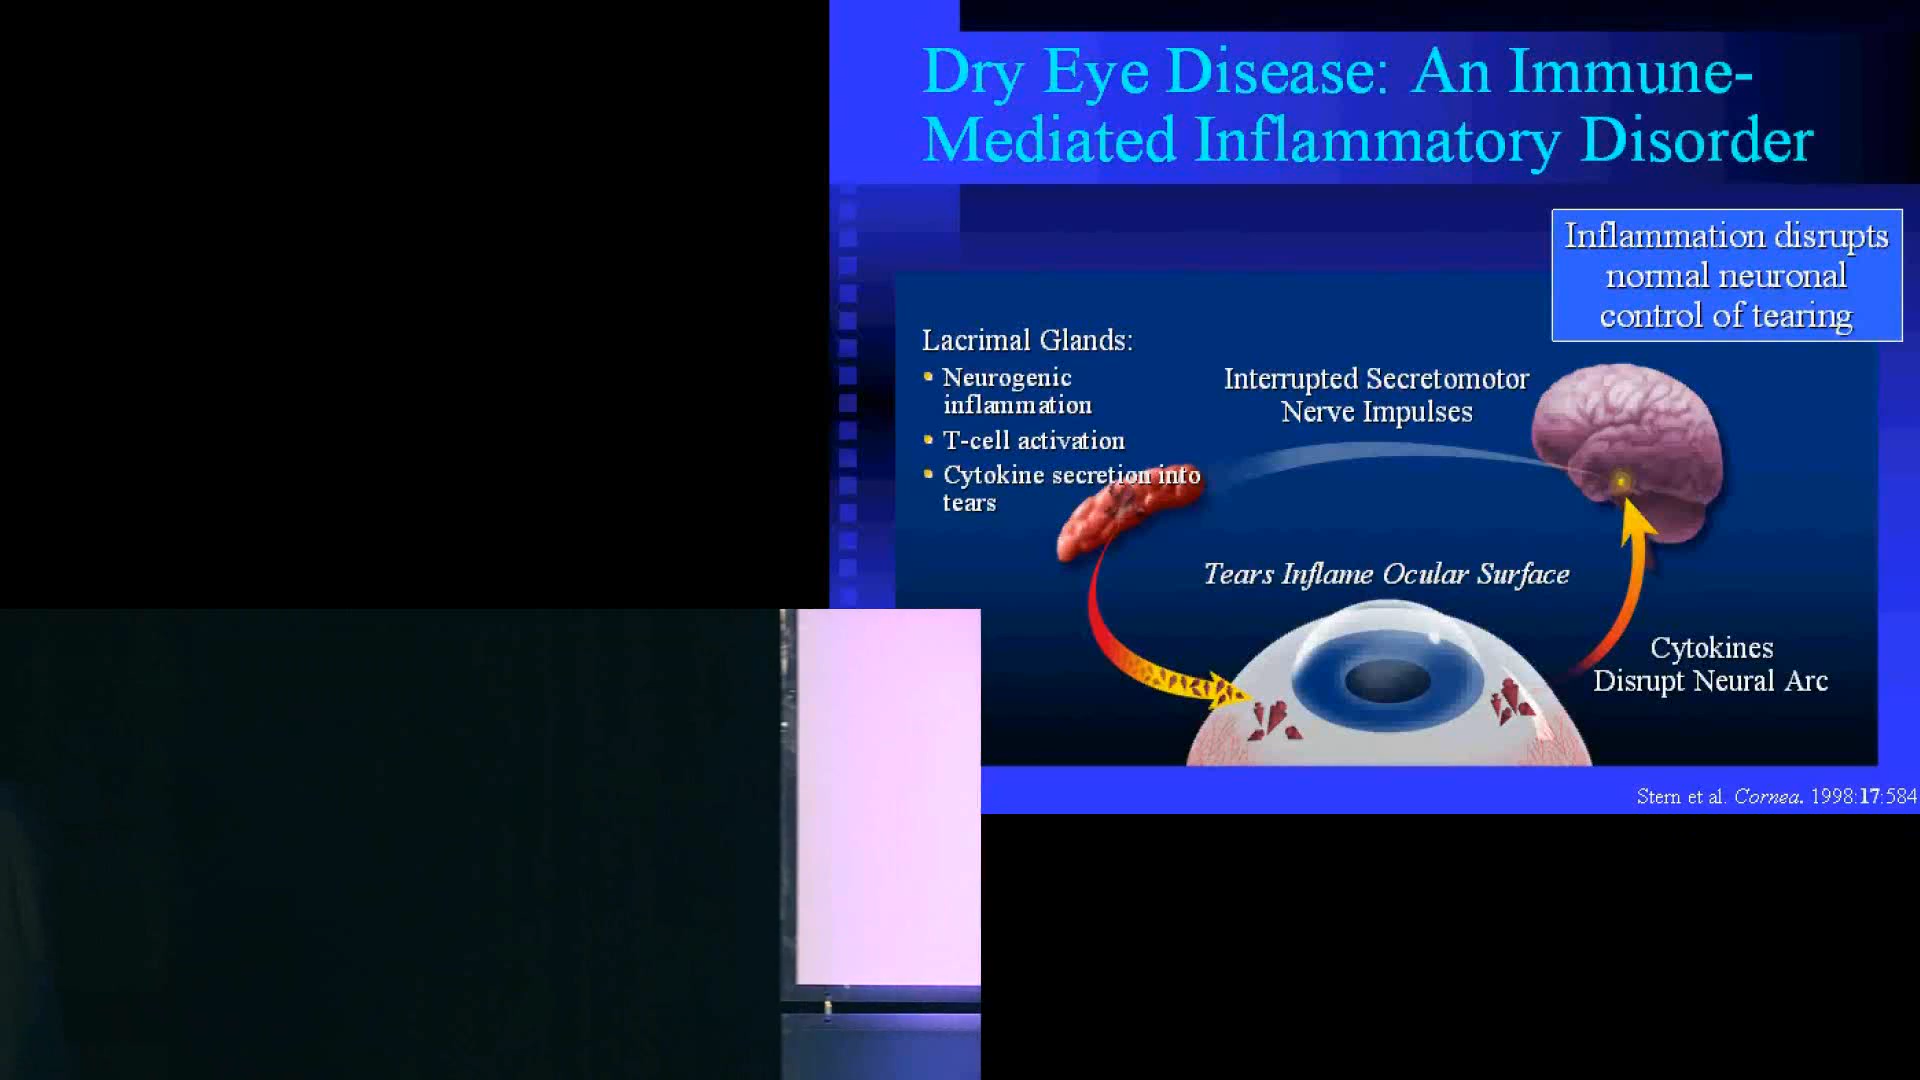 Dry Eye Disease: An Immune-
Mediated Inflammatory Disorder
Inflammation disrupts
normal neuronal
control of tearing
Lacrimal Glands:
• Neurogenic
inflammation
• T-cell activation
• Cytokine secretion into
tears
Interrupted Secretomotor
Nerve Impulses
Tears Inflame Ocular Surface
Cytokines
Disrupt Neural Arc
Stern et al. Cornea. 1998:17:584